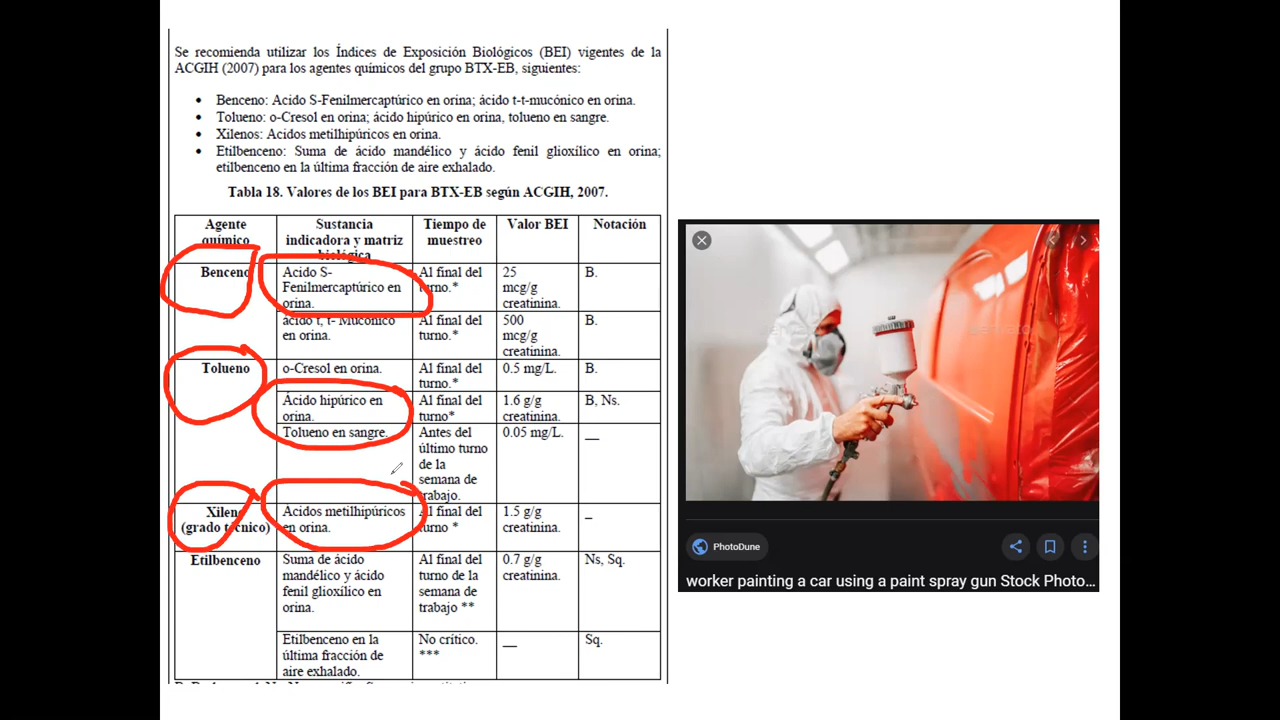 Se recomienda utilizar los Índices de Exposición Biológicos (BEI) vigentes de la
ACGIH (2007) para los agentes químicos del grupo BTX-EB, siguientes:
• Benceno: Acido S-Fenilmercaptúrico en orina; ácido t-t-mucónico en orina.
• Tolueno: o-Cresol en orina; ácido hipúrico en orina, tolueno en sangre.
• Xilenos: Acidos metilhipúricos en orina.
• Etilbenceno: Suma de ácido mandélico y ácido fenil glioxílico en orina;
etilbenceno en la última fracción de aire exhalado.
Tabla 18. Valores de los BEI para BTX-EB según ACGIH, 2007.
Agente
químico
Sustancia
indicadora y matriz
biológica
Tiempo de
muestreo
Valor BEI
Notación
Benceno
Acido S-
Fenilmercaptúrico en
orina.
Al final del
turno.*
25
mcg/g
creatinina.
B.
ácido t, t- Mucónico
en orina.
Al final del
turno.*
500
mcg/g
creatinina.
B.
Tolueno
o-Cresol en orina.
Al final del
turno.*
0.5 mg/L.
B.
Ácido hipúrico en
orina.
Al final del
turno*
1.6 g/g
creatinina.
B, Ns.
Tolueno en sangre.
Antes del
último turno
de la
semana de
trabajo.
0.05 mg/L.
__
Xileno
(grado técnico)
Acidos metilhipúricos
en orina.
Al final del
turno *
1.5 g/g
creatinina.
_
Etilbenceno
Suma de ácido
mandélico y ácido
fenil glioxílico en
orina.
Al final del
turno de la
semana de
trabajo **
0.7 g/g
creatinina.
Ns, Sq.
Etilbenceno en la
última fracción de
aire exhalado.
No crítico.
***
__
Sq.
PhotoDune
worker painting a car using a paint spray gun Stock Photo...